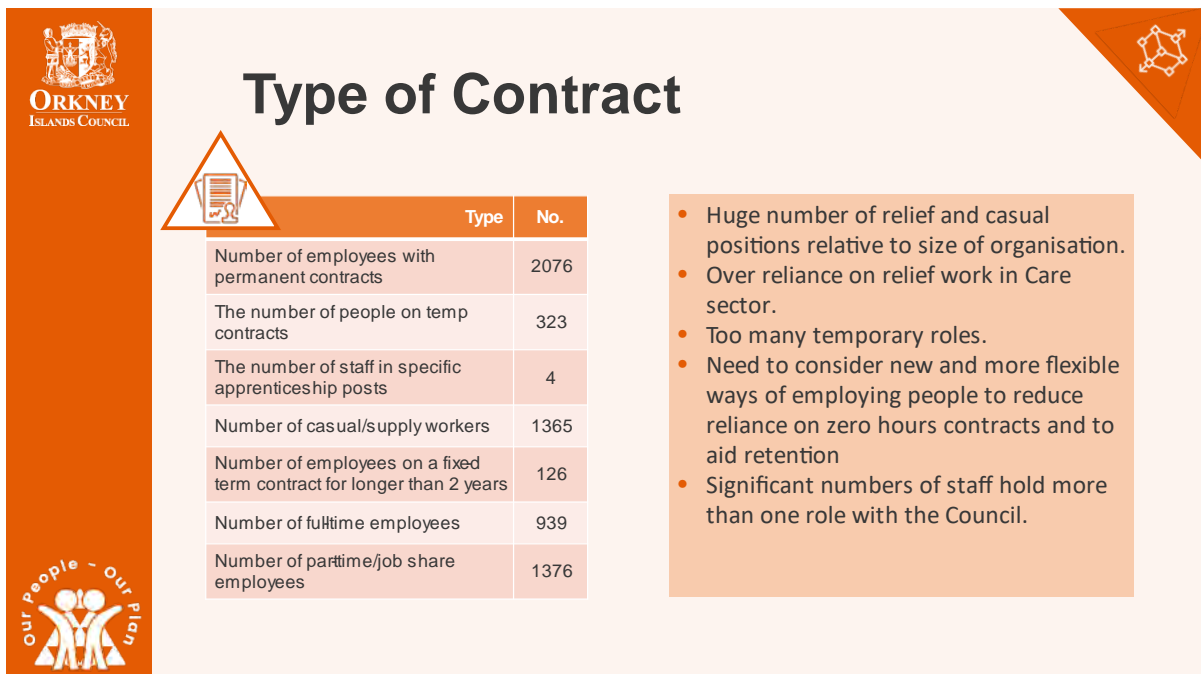 ORKNEY
ISLANDS COUNCIL
Type of Contract
Type No.
Number of employees with
permanent contracts
2076
The number of people on temp
contracts
323
The number of staff in specific
apprenticeship posts
4
Number of casual/supply workers 1365
Number of employees on a fixed-
term contract for longer than 2 years
126
Number of full-time employees 939
Number of part-time/job share
employees
1376
• Huge number of relief and casual
positions relative to size of organisation.
• Over reliance on relief work in Care
sector.
• Too many temporary roles.
• Need to consider new and more flexible
ways of employing people to reduce
reliance on zero hours contracts and to
aid retention
• Significant numbers of staff hold more
than one role with the Council.
Our People - Our Plan